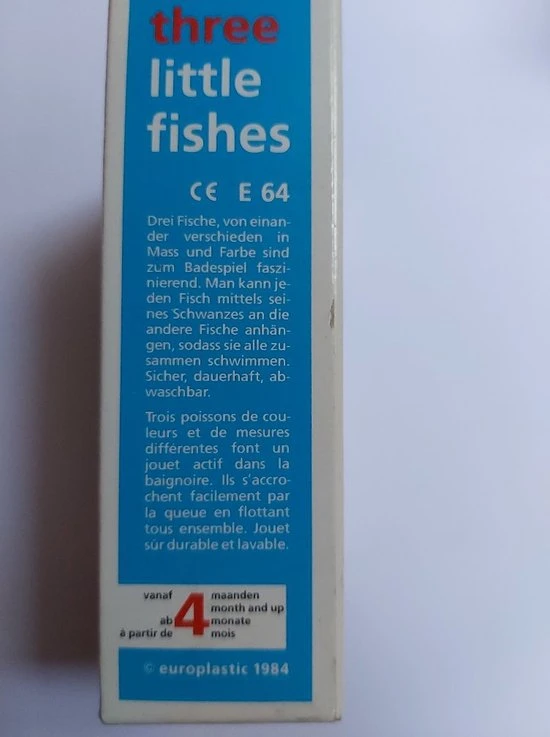 three
little
fishes
CE E 64
Drei Fische, von einan-
der verschieden in
Mass und Farbe sind
zum Badespiel faszi-
nierend. Man kann je-
den Fisch mittels sei-
nes Schwanzes an die
andere Fische anhän-
gen, sodass sie alle zu-
sammen schwimmen.
Sicher, dauerhaft, ab-
waschbar.
Trois poissons de cou-
leurs et de mesures
différentes font un
jouet actif dans la
baignoire. Ils s'accro-
chent facilement par
la queue en flottant
tous ensemble. Jouet
sûr durable et lavable.
vanaf 4 maanden
month and up
ab monate
à partir de mois
© europlastic 1984